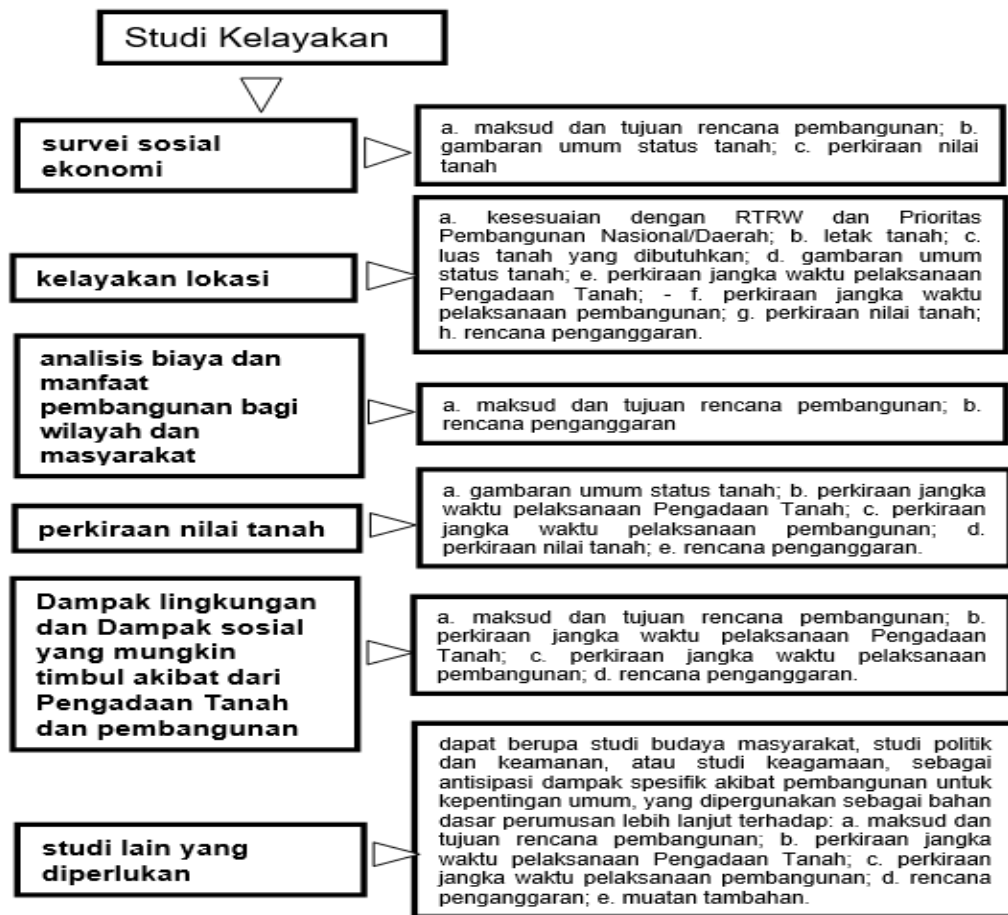 Studi Kelayakan
survei sosial
ekonomi
a. maksud dan tujuan rencana pembangunan; b.
gambaran umum status tanah; c. perkiraan nilai
tanah
kelayakan lokasi
a. kesesuaian dengan RTRW dan Prioritas
Pembangunan Nasional/Daerah; b. letak tanah; c.
luas tanah yang dibutuhkan; d. gambaran umum
status tanah; e. perkiraan jangka waktu pelaksanaan
Pengadaan Tanah; - f. perkiraan jangka waktu
pelaksanaan pembangunan; g. perkiraan nilai tanah;
h. rencana penganggaran.
analisis biaya dan
manfaat
pembangunan bagi
wilayah dan
masyarakat
a. maksud dan tujuan rencana pembangunan; b.
rencana penganggaran
perkiraan nilai tanah
a. gambaran umum status tanah; b. perkiraan jangka
waktu pelaksanaan Pengadaan Tanah; c. perkiraan
jangka waktu pelaksanaan pembangunan; d.
perkiraan nilai tanah; e. rencana penganggaran.
Dampak lingkungan
dan Dampak sosial
yang mungkin
timbul akibat dari
Pengadaan Tanah
dan pembangunan
a. maksud dan tujuan rencana pembangunan; b.
perkiraan jangka waktu pelaksanaan Pengadaan
Tanah; c. perkiraan jangka waktu pelaksanaan
pembangunan; d. rencana penganggaran.
studi lain yang
diperlukan
dapat berupa studi budaya masyarakat, studi politik
dan keamanan, atau studi keagamaan, sebagai
antisipasi dampak spesifik akibat pembangunan untuk
kepentingan umum, yang dipergunakan sebagai bahan
dasar perumusan lebih lanjut terhadap: a. maksud dan
tujuan rencana pembangunan; b. perkiraan jangka
waktu pelaksanaan Pengadaan Tanah; c. perkiraan
jangka waktu pelaksanaan pembangunan; d. rencana
penganggaran; e. muatan tambahan.